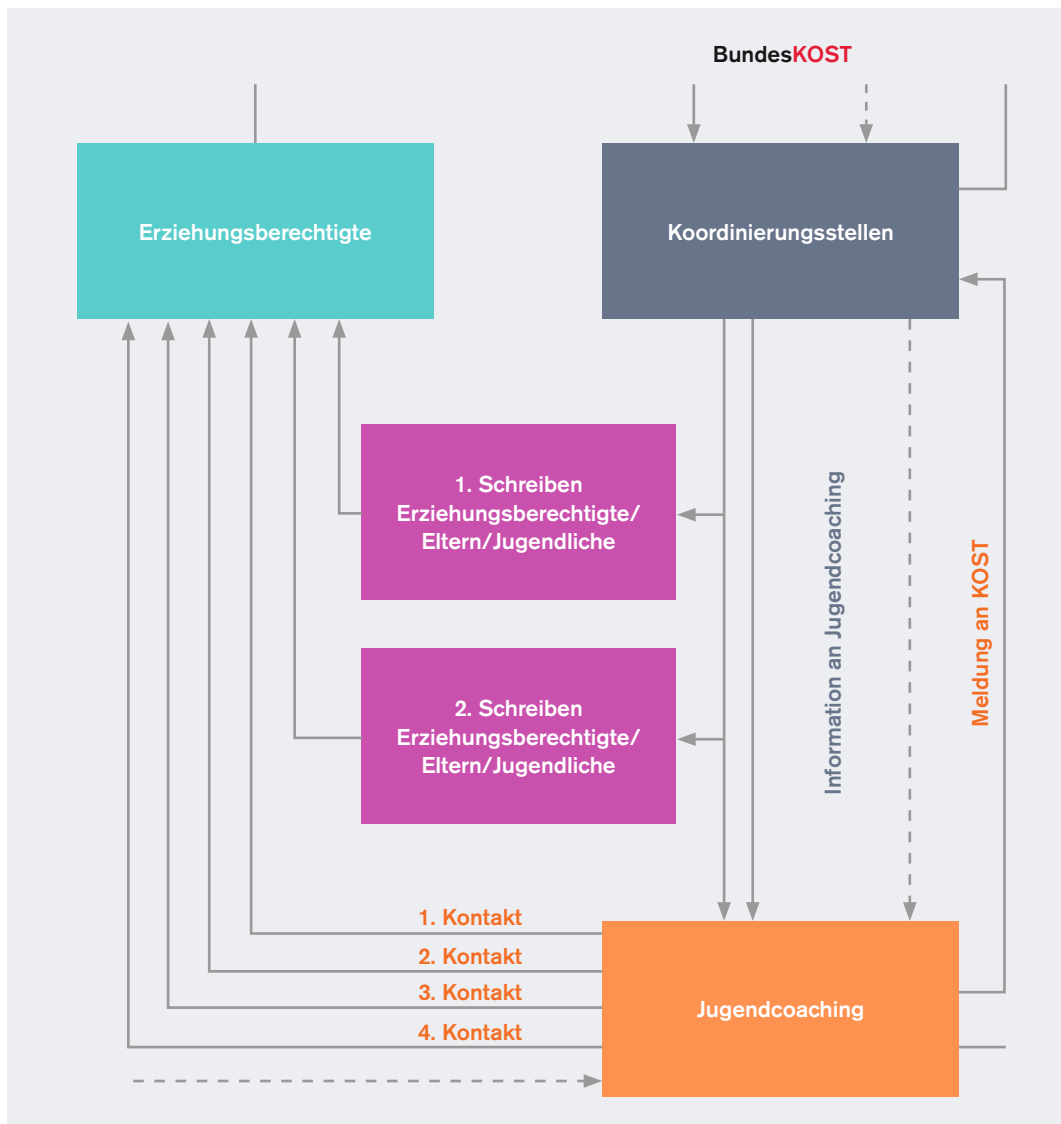 BundesKOST
Erziehungsberechtigte
Koordinierungsstellen
1. Schreiben
Erziehungsberechtigte/
Eltern/Jugendliche
2. Schreiben
Erziehungsberechtigte/
Eltern/Jugendliche
Information an Jugendcoaching
Meldung an KOST
1. Kontakt
2. Kontakt
3. Kontakt
4. Kontakt
Jugendcoaching